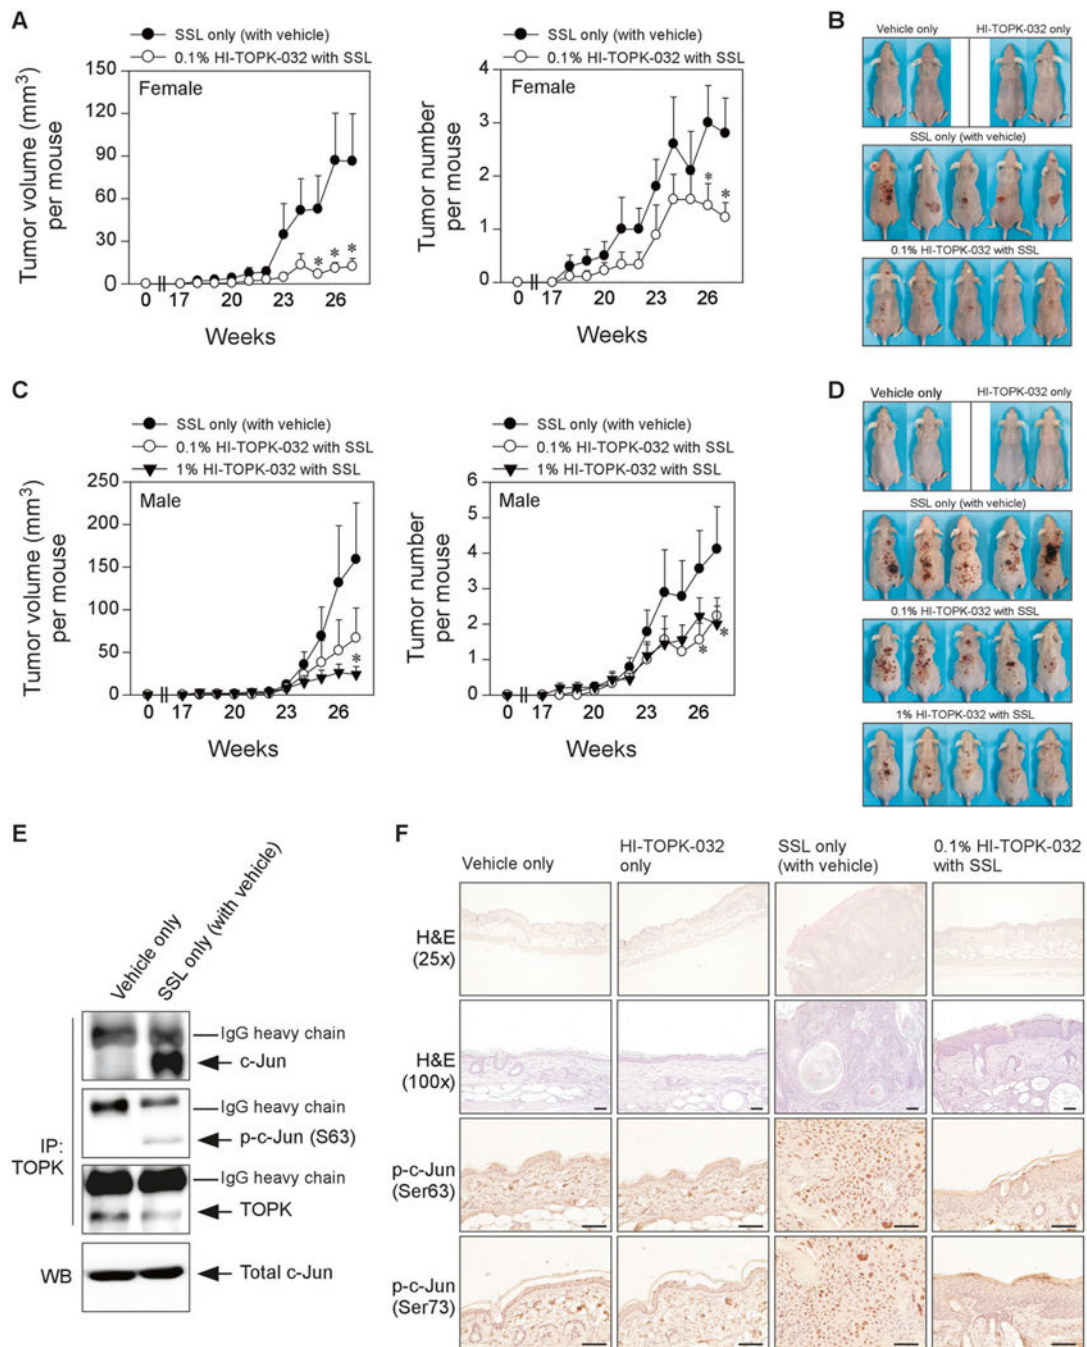 A
SSL only (with vehicle)
0.1% HI-TOPK-032 with SSL
Tumor volume (mm3)
per mouse
150
120
90
60
30
0
Female
0 17 20 23 26
Weeks
SSL only (with vehicle)
0.1% HI-TOPK-032 with SSL
Tumor number
per mouse
4
3
2
1
0
Female
* * *
* *
0 17 20 23 26
Weeks
B
Vehicle only
HI-TOPK-032 only
SSL only (with vehicle)
0.1% HI-TOPK-032 with SSL
C
SSL only (with vehicle)
0.1% HI-TOPK-032 with SSL
1% HI-TOPK-032 with SSL
Tumor volume (mm3)
per mouse
250
200
150
100
50
0
Male
*
0 17 20 23 26
Weeks
SSL only (with vehicle)
0.1% HI-TOPK-032 with SSL
1% HI-TOPK-032 with SSL
Tumor number
per mouse
6
5
4
3
2
1
0
Male
* *
0 17 20 23 26
Weeks
D
Vehicle only
HI-TOPK-032 only
SSL only (with vehicle)
0.1% HI-TOPK-032 with SSL
1% HI-TOPK-032 with SSL
E
Vehicle only
SSL only (with vehicle)
IP:
TOPK
IgG heavy chain
c-Jun
IgG heavy chain
p-c-Jun (S63)
IgG heavy chain
TOPK
WB
Total c-Jun
F
Vehicle only
HI-TOPK-032
only
SSL only
(with vehicle)
0.1% HI-TOPK-032
with SSL
H&E
(25x)
H&E
(100x)
p-c-Jun
(Ser63)
p-c-Jun
(Ser73)